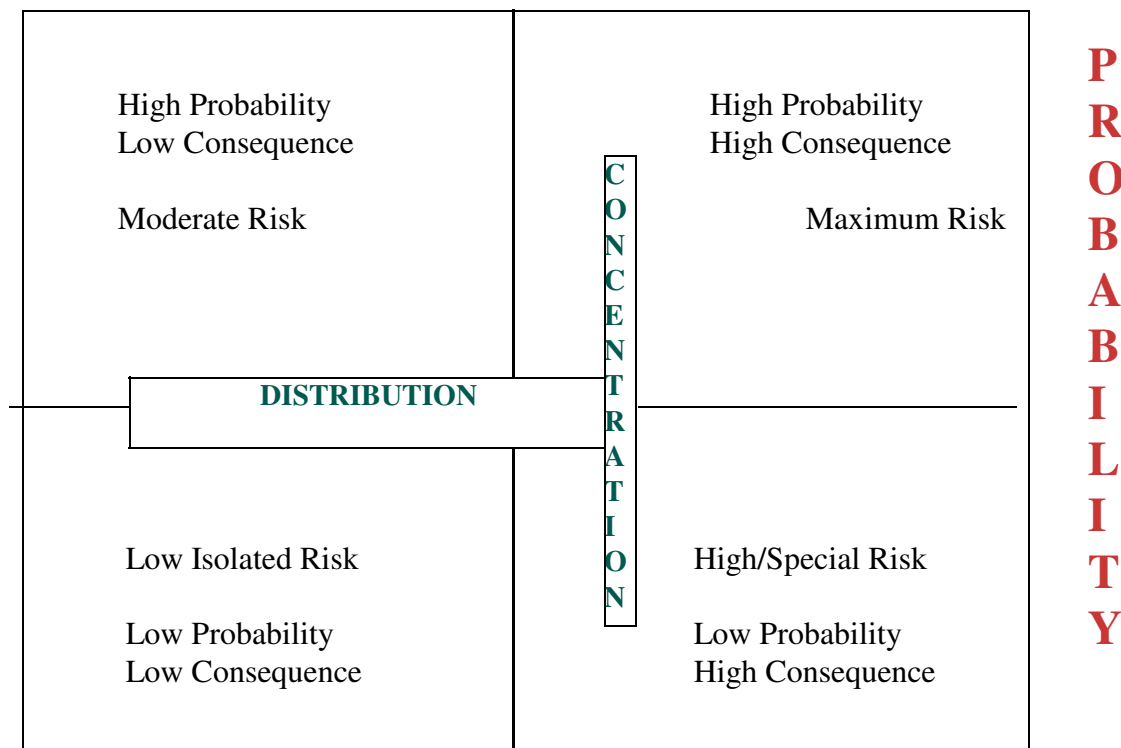 High Probability
Low Consequence
Moderate Risk
High Probability
High Consequence
Maximum Risk
DISTRIBUTION
CONCENTRATION
Low Isolated Risk
Low Probability
Low Consequence
High/Special Risk
Low Probability
High Consequence
PROBABILITY